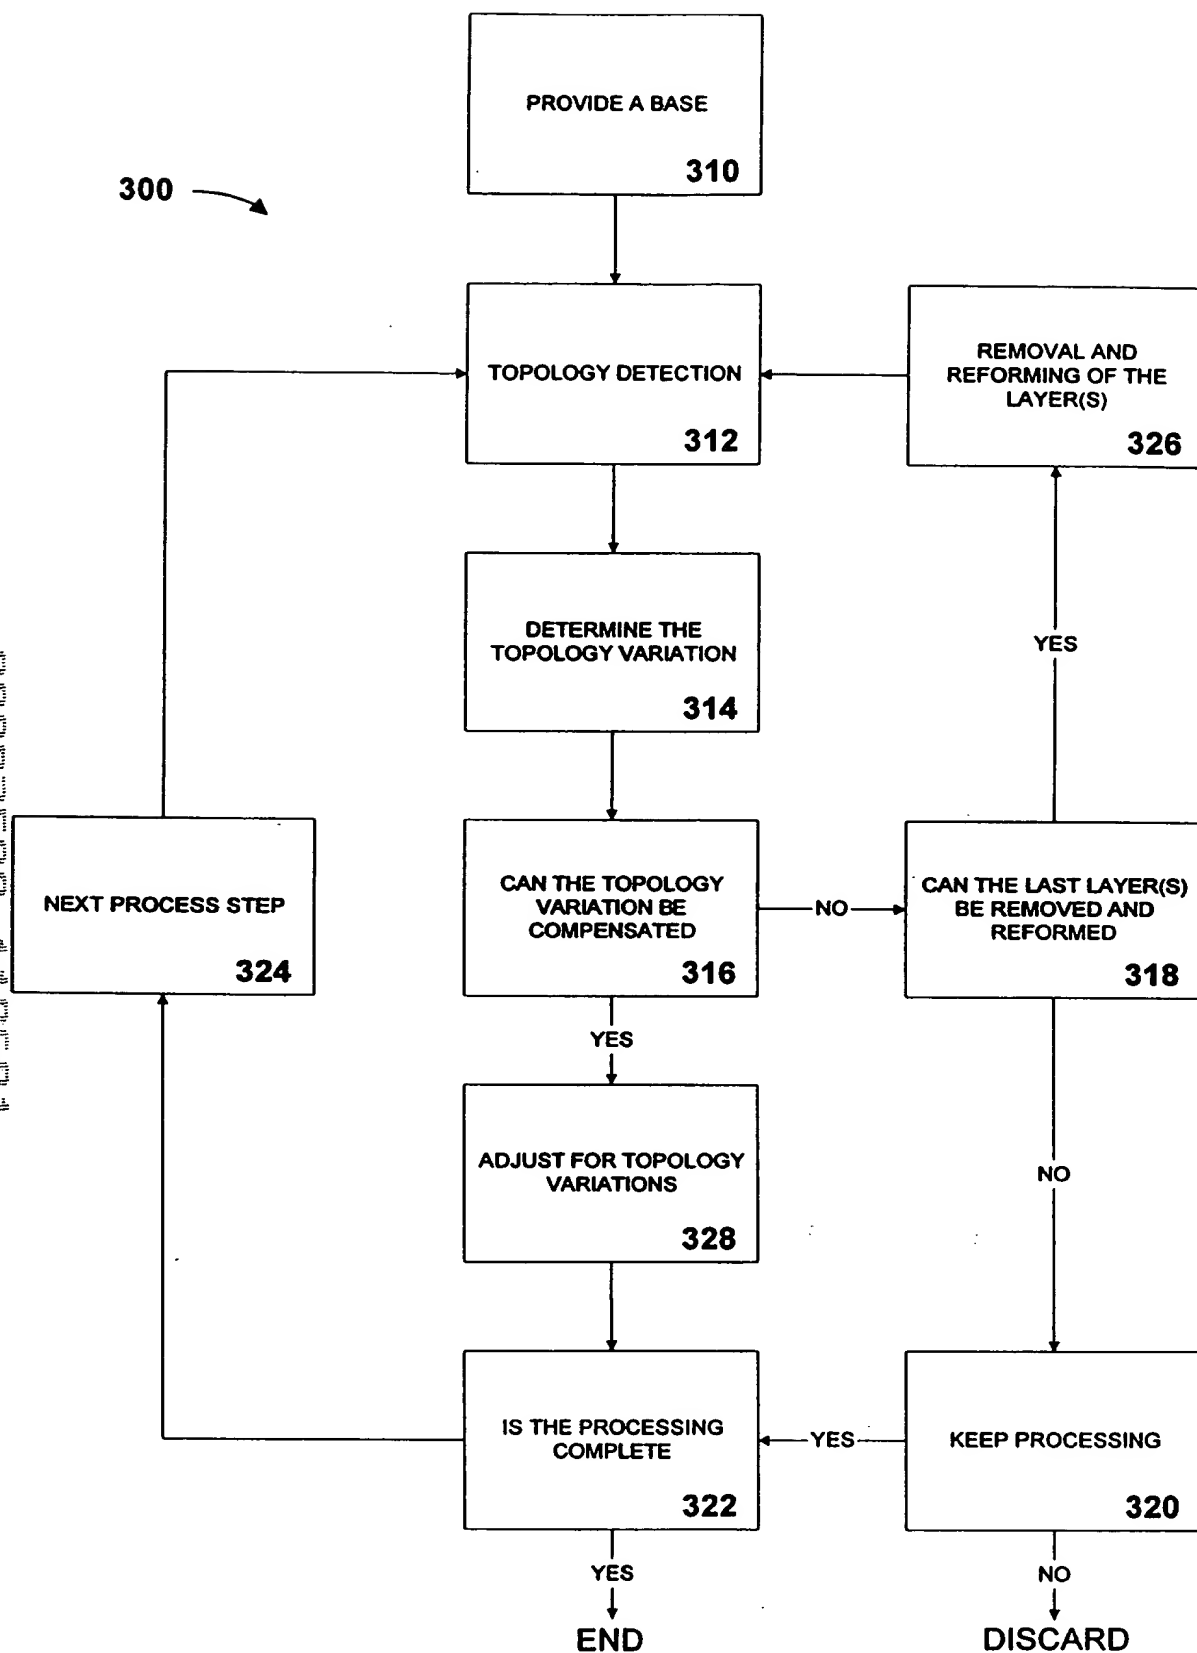 PROVIDE A BASE
310
300
TOPOLOGY DETECTION
312
REMOVAL AND
REFORMING OF THE
LAYER(S)
326
DETERMINE THE
TOPOLOGY VARIATION
314
YES
NEXT PROCESS STEP
324
CAN THE TOPOLOGY
VARIATION BE
COMPENSATED
316
NO
CAN THE LAST LAYER(S)
BE REMOVED AND
REFORMED
318
YES
ADJUST FOR TOPOLOGY
VARIATIONS
328
NO
IS THE PROCESSING
COMPLETE
322
YES
KEEP PROCESSING
320
YES
END
NO
DISCARD